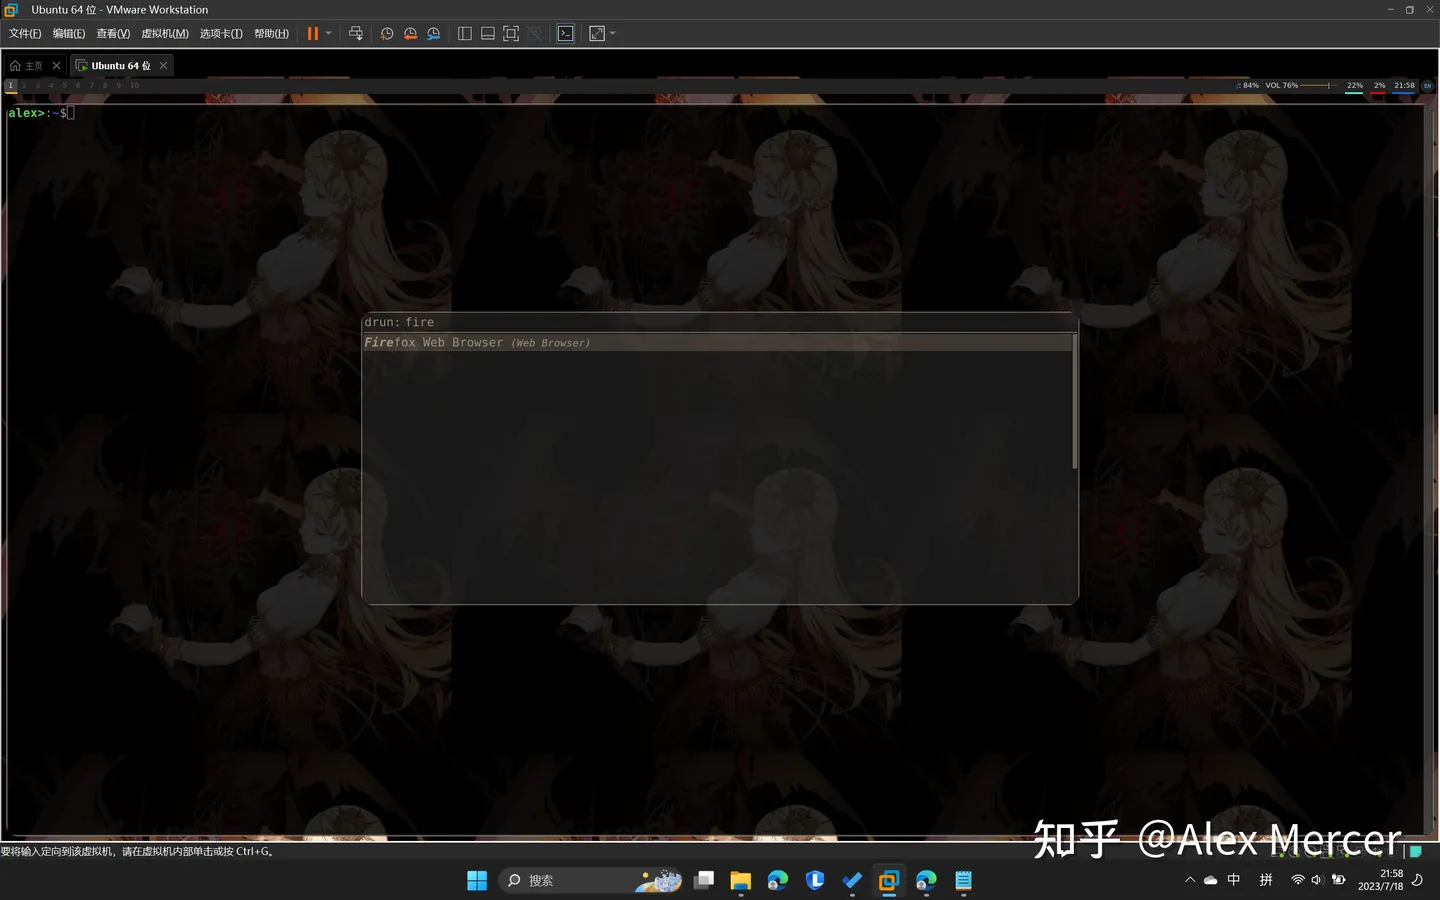 Ubuntu 64 位 - VMware Workstation
文件(F) 编辑(E) 查看(V) 虚拟机(M) 选项卡(T) 帮助(H)
主页
Ubuntu 64 位
1 2 3 4 5 6 7 8 9 10
84% VOL 76% 22% 2% 21:58 EN
alex>:~$
drun: fire
Firefox Web Browser (Web Browser)
知乎 @Alex Mercer
要将输入定向到该虚拟机，请在虚拟机内部单击或按 Ctrl+G。
搜索
中 拼
21:58
2023/7/18